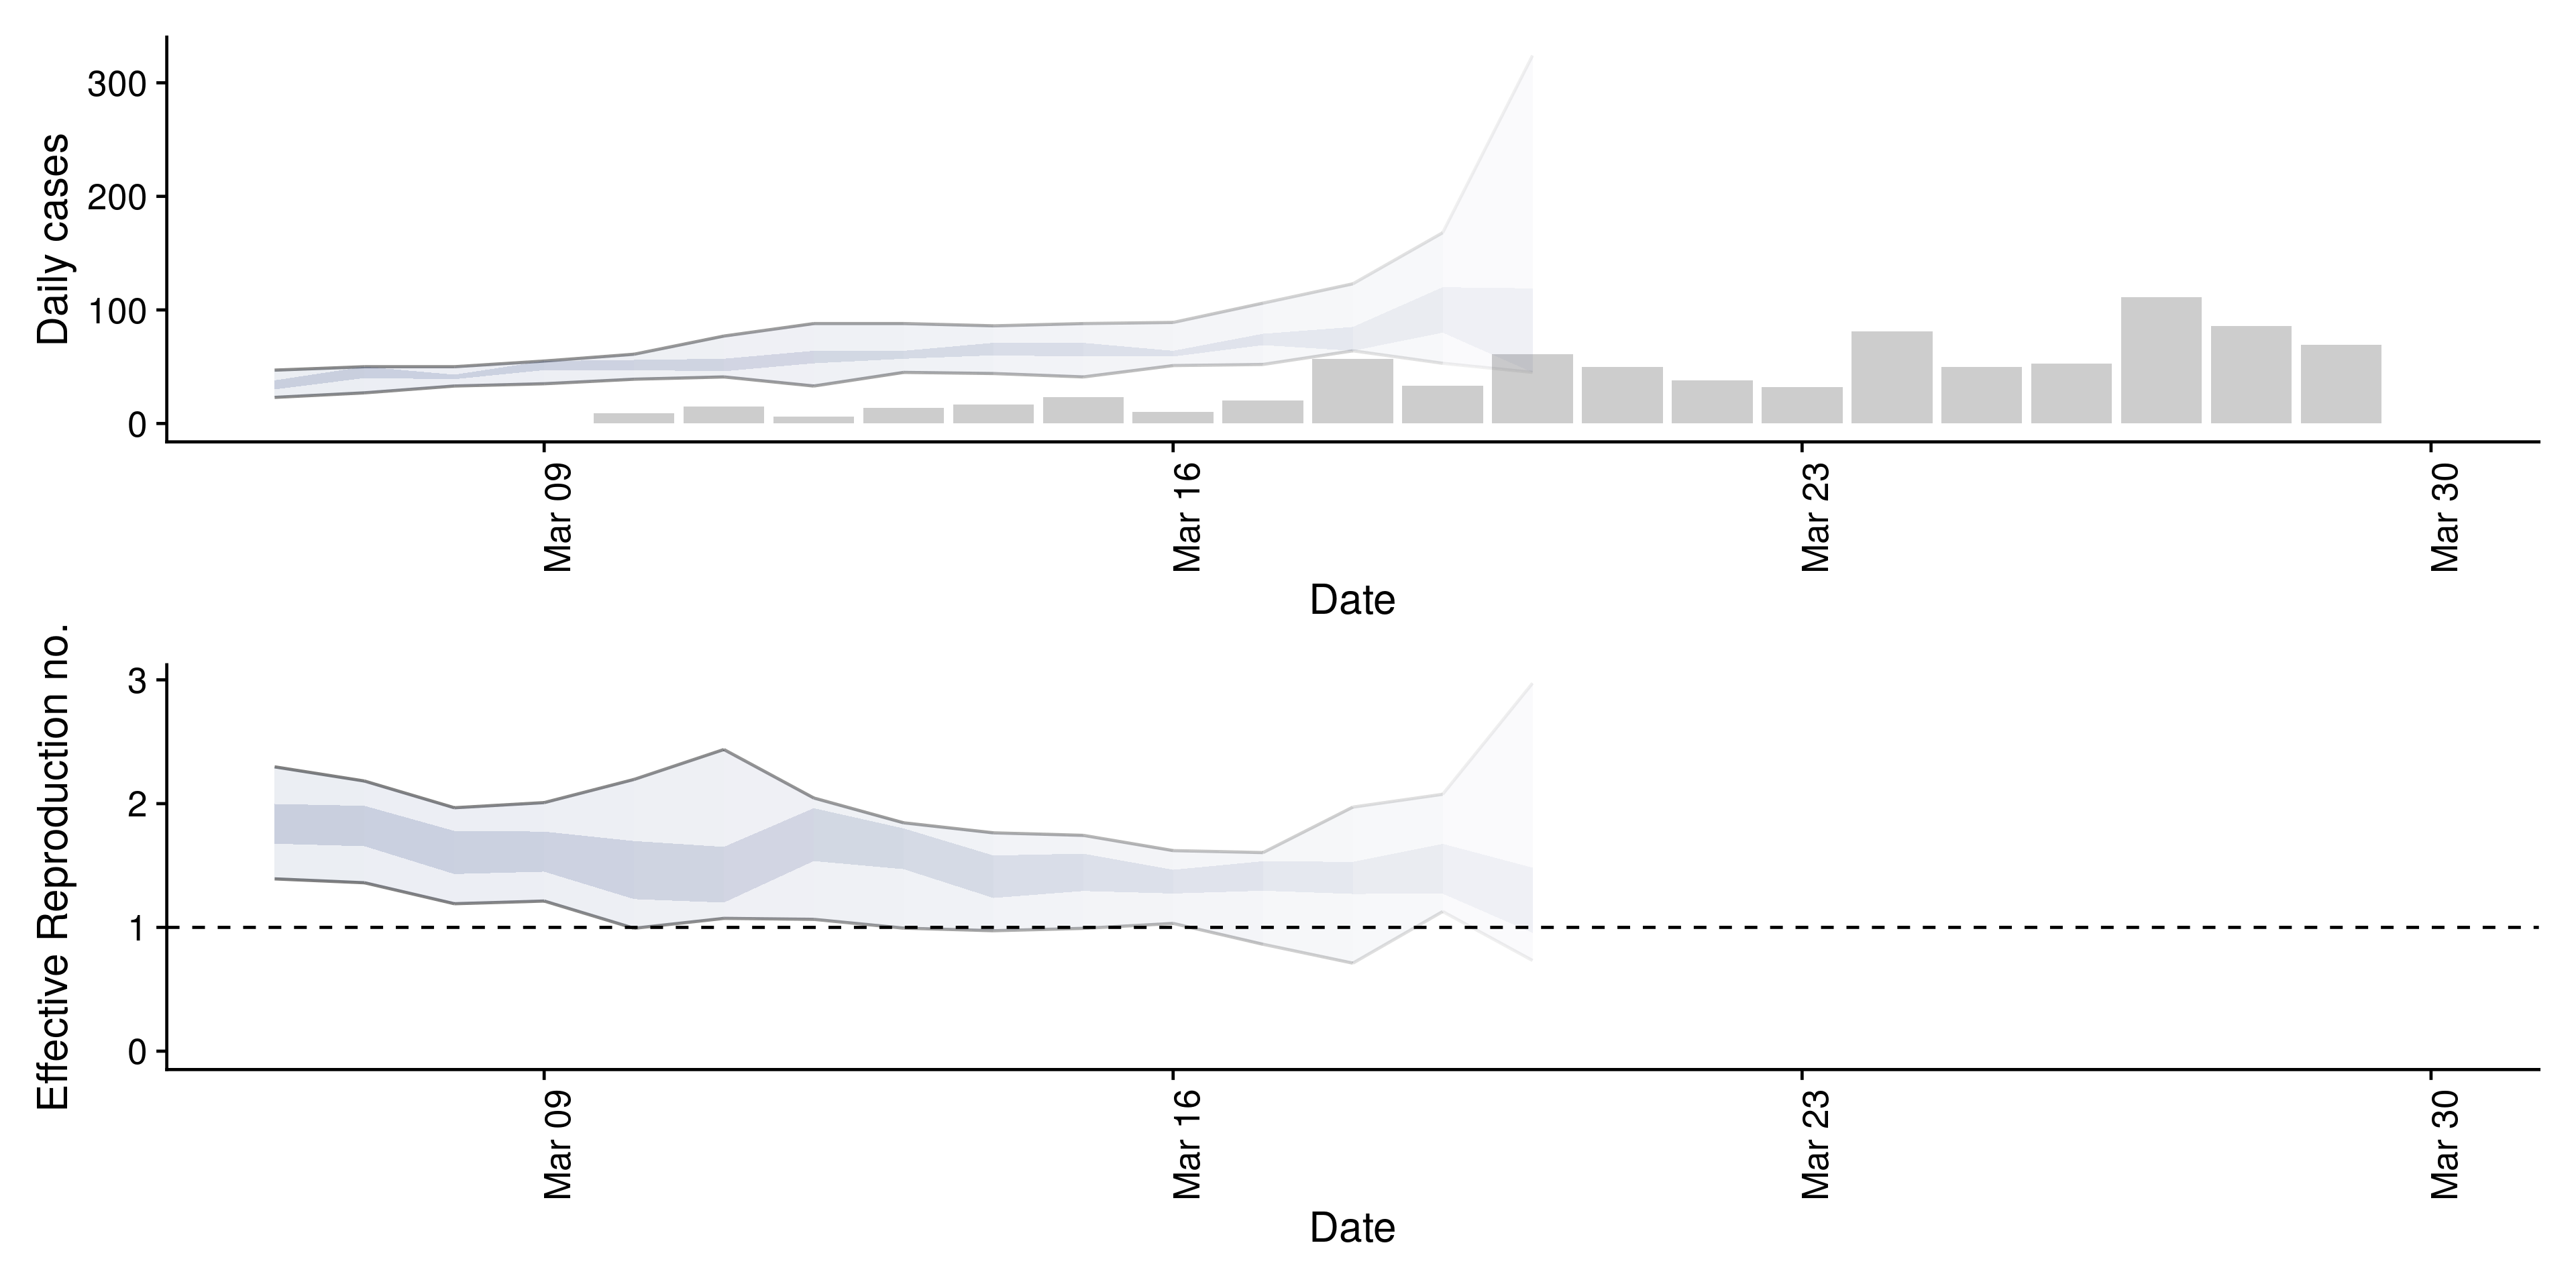 Daily cases
300
200
100
0
Mar 09
Mar 16
Mar 23
Mar 30
Date
Effective Reproduction no.
3
2
1
0
Mar 09
Mar 16
Mar 23
Mar 30
Date